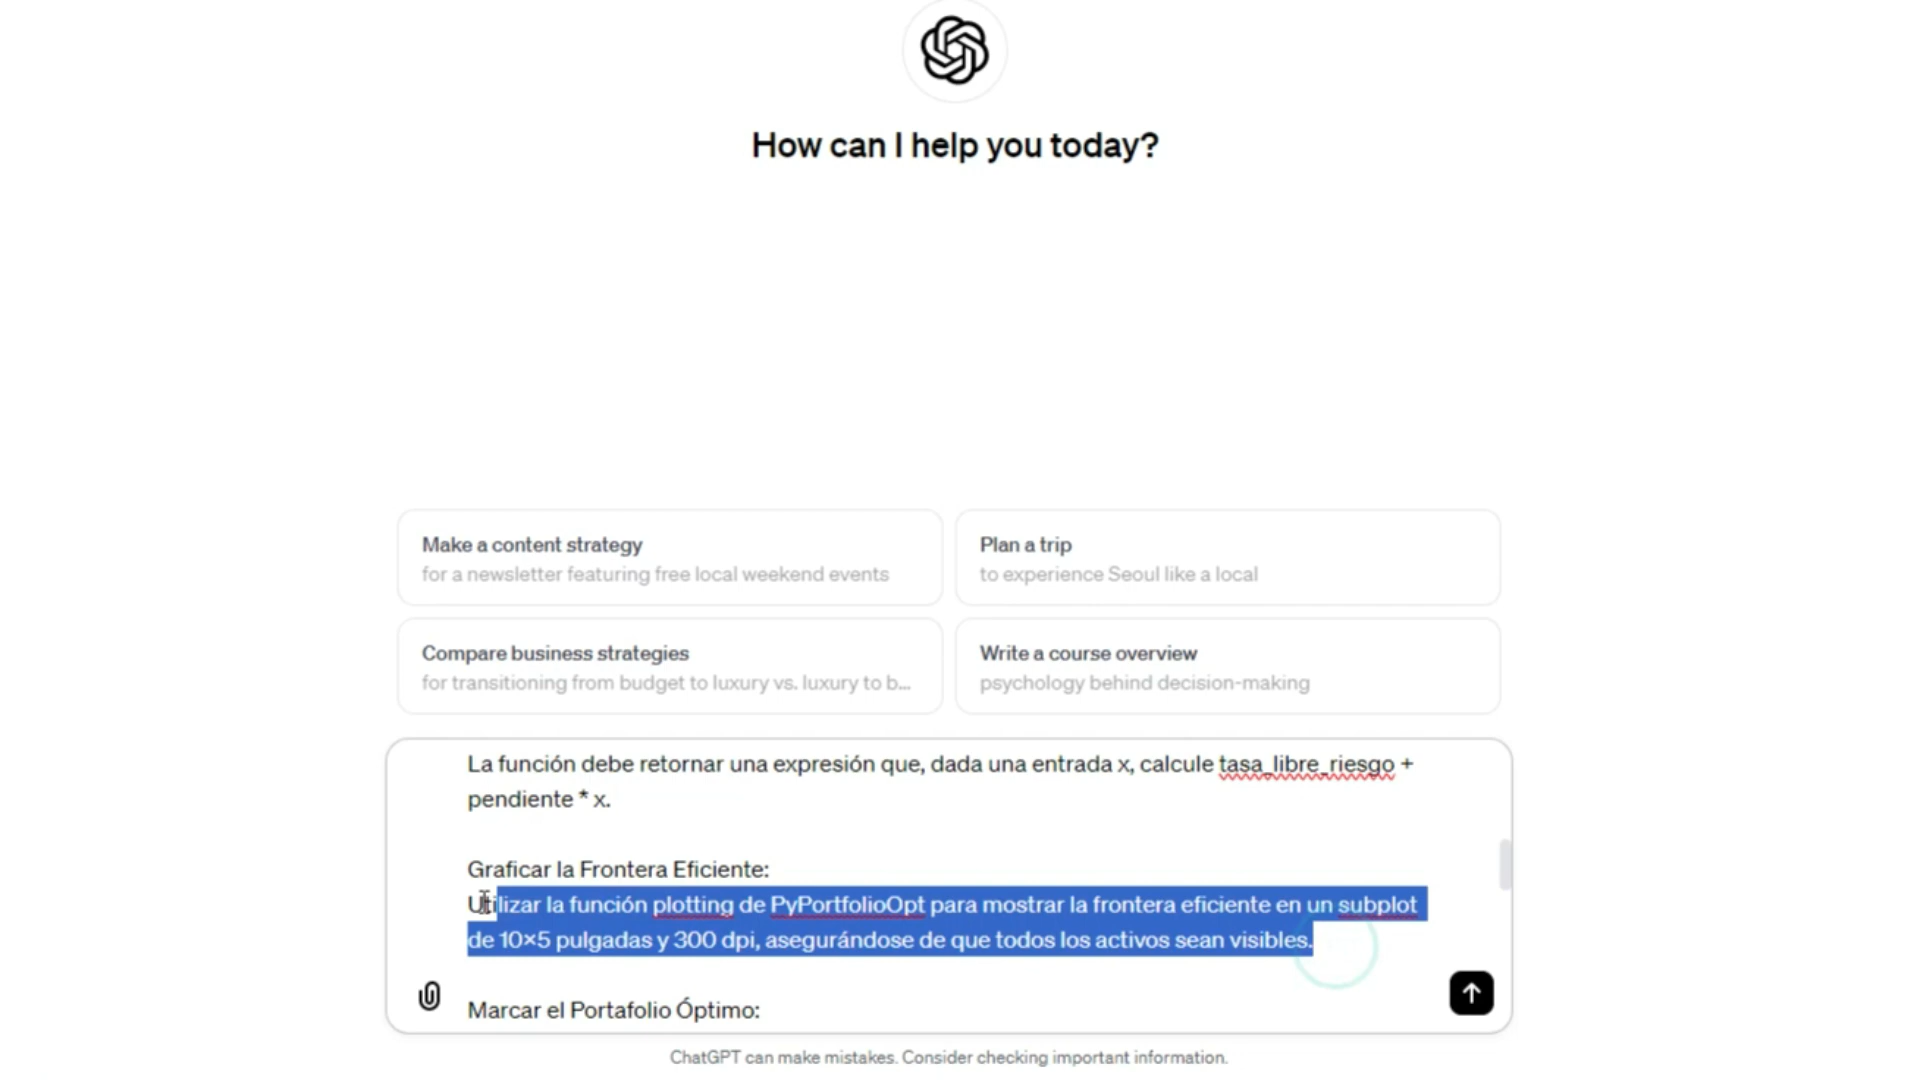 How can I help you today?
Make a content strategy
for a newsletter featuring free local weekend events
Plan a trip
to experience Seoul like a local
Compare business strategies
for transitioning from budget to luxury vs. luxury to b...
Write a course overview
psychology behind decision-making
La función debe retornar una expresión que, dada una entrada x, calcule tasa_libre_riesgo +
pendiente * x.
Graficar la Frontera Eficiente:
Utilizar la función plotting de PyPortfolioOpt para mostrar la frontera eficiente en un subplot
de 10×5 pulgadas y 300 dpi, asegurándose de que todos los activos sean visibles.
Marcar el Portafolio Óptimo:
ChatGPT can make mistakes. Consider checking important information.